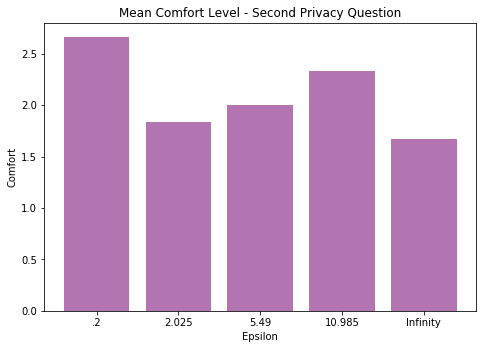 Mean Comfort Level - Second Privacy Question
2.5
2.0
1.5
1.0
0.5
0.0
Comfort
.2 2.025 5.49 10.985 Infinity
Epsilon